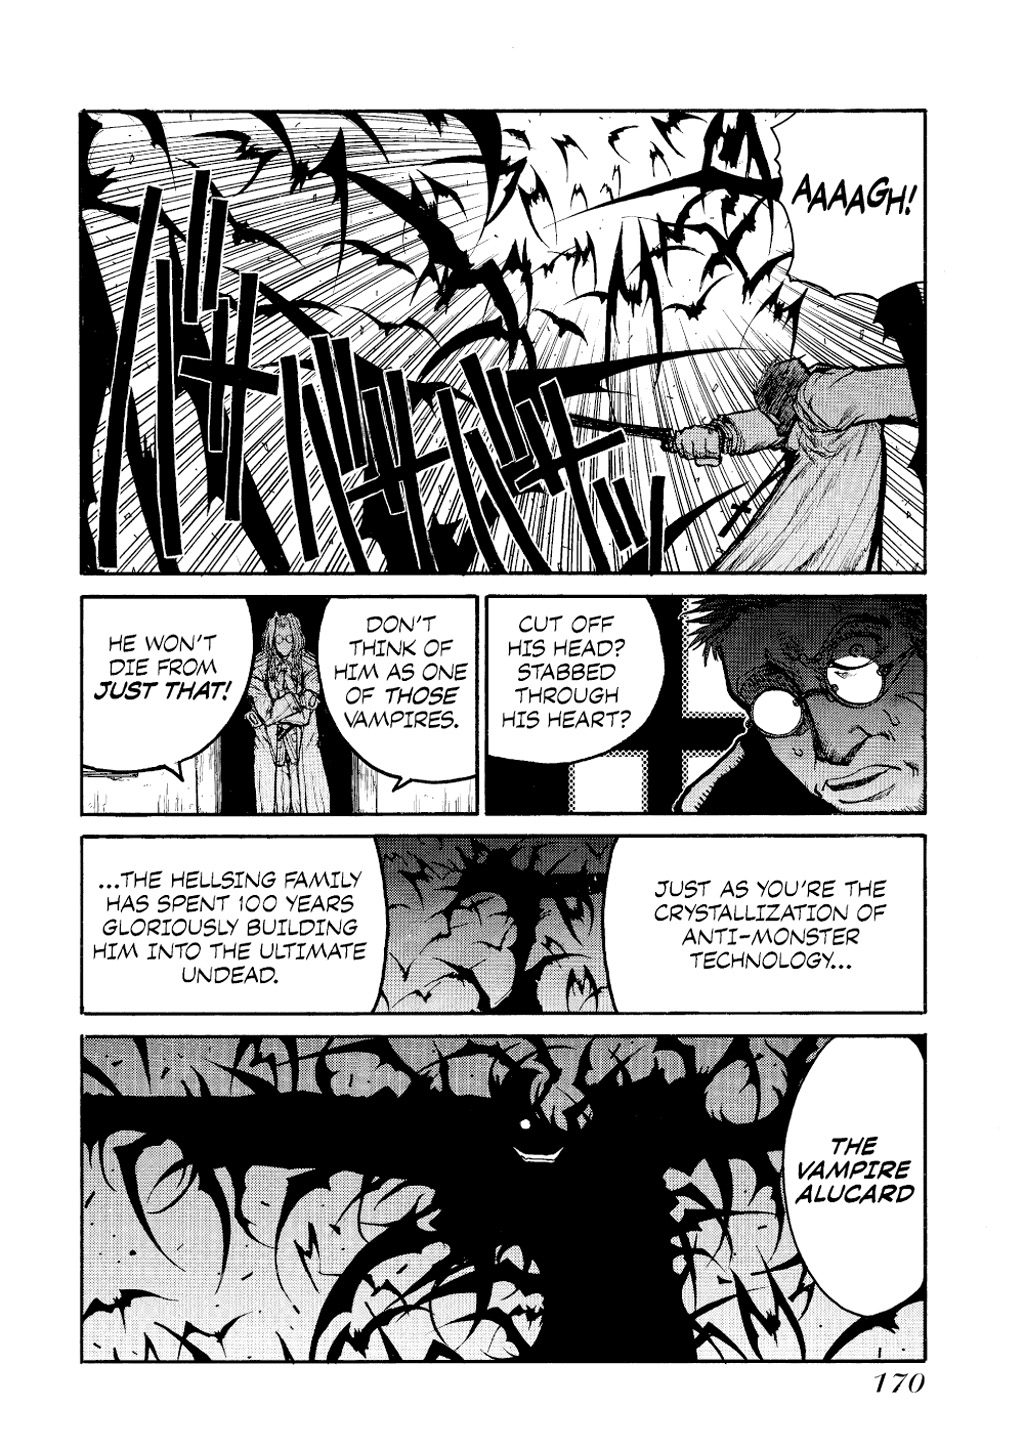 AAAAGH!
CUT OFF
HIS HEAD?
STABBED
THROUGH
HIS HEART?
DON'T
THINK OF
HIM AS ONE
OF THOSE
VAMPIRES.
HE WON'T
DIE FROM
JUST THAT!
JUST AS YOU'RE THE
CRYSTALLIZATION OF
ANTI-MONSTER
TECHNOLOGY...
...THE HELLSING FAMILY
HAS SPENT 100 YEARS
GLORIOUSLY BUILDING
HIM INTO THE ULTIMATE
UNDEAD.
THE
VAMPIRE
ALUCARD
170